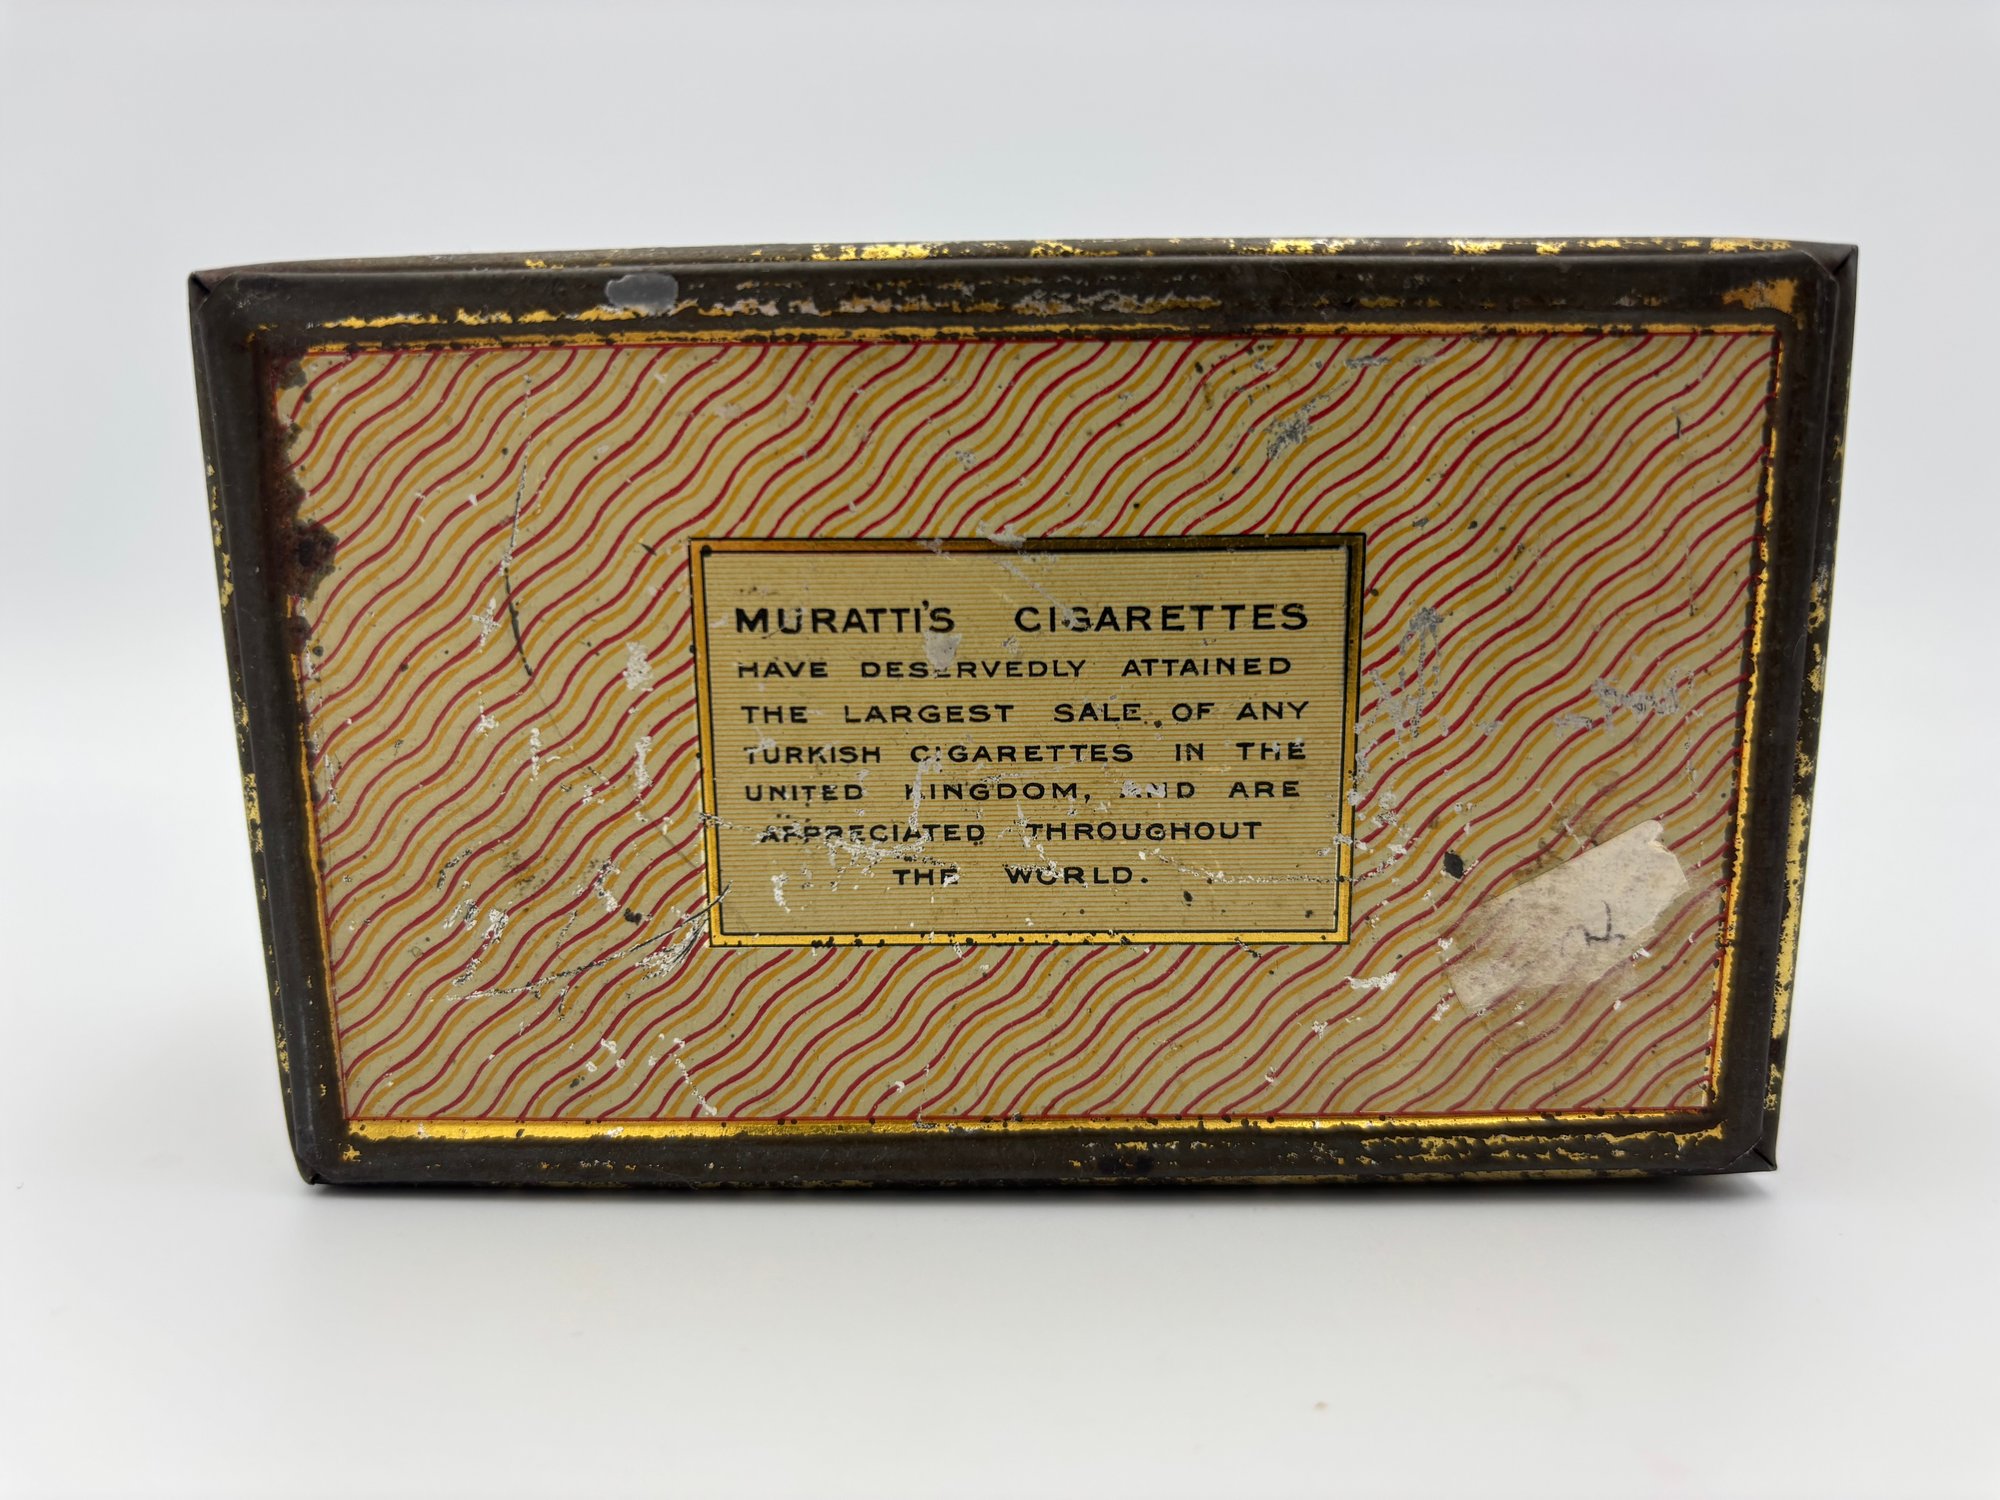 MURATTI'S CIGARETTES
HAVE DESERVEDLY ATTAINED
THE LARGEST SALE OF ANY
TURKISH CIGARETTES IN THE
UNITED KINGDOM, AND ARE
APPRECIATED THROUGHOUT
THE WORLD.